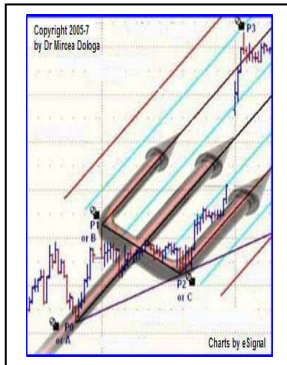 Copyright 2005-7
by Dr Mircea Dologa
P3
P1
or B
P2
or C
P0
or A
Charts by eSignal